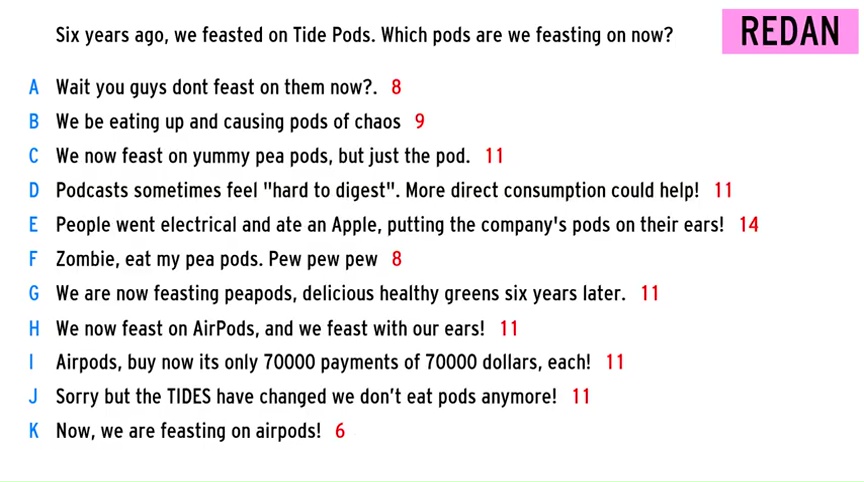 Six years ago, we feasted on Tide Pods. Which pods are we feasting on now?
REDAN
A Wait you guys dont feast on them now?. 8
B We be eating up and causing pods of chaos 9
C We now feast on yummy pea pods, but just the pod. 11
D Podcasts sometimes feel "hard to digest". More direct consumption could help! 11
E People went electrical and ate an Apple, putting the company's pods on their ears! 14
F Zombie, eat my pea pods. Pew pew pew 8
G We are now feasting peapods, delicious healthy greens six years later. 11
H We now feast on AirPods, and we feast with our ears! 11
I Airpods, buy now its only 70000 payments of 70000 dollars, each! 11
J Sorry but the TIDES have changed we don’t eat pods anymore! 11
K Now, we are feasting on airpods! 6